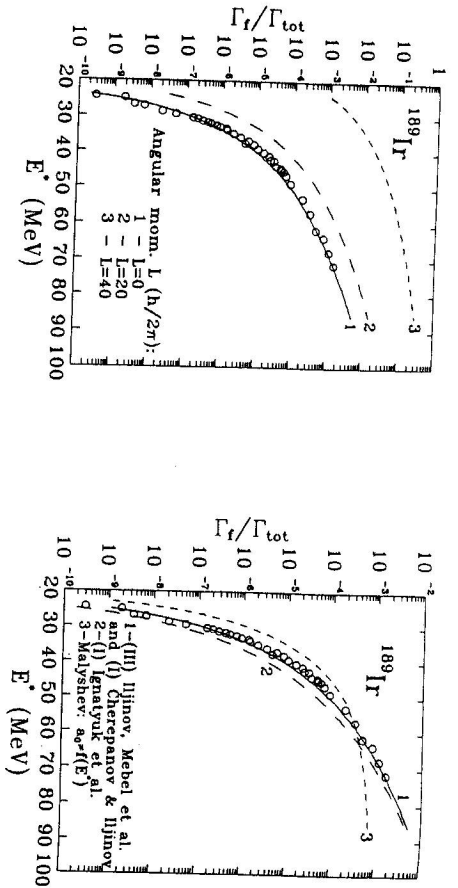 Γf/Γtot
1
10⁻¹
10⁻²
10⁻³
10⁻⁴
10⁻⁵
10⁻⁶
10⁻⁷
10⁻⁸
10⁻⁹
10⁻¹⁰
¹⁸⁹Ir
3
2
1
Angular mom. L (h/2π):
1 – L=0
2 – L=20
3 – L=40
20 30 40 50 60 70 80 90 100
E* (MeV)
Γf/Γtot
10⁻²
10⁻³
10⁻⁴
10⁻⁵
10⁻⁶
10⁻⁷
10⁻⁸
10⁻⁹
10⁻¹⁰
¹⁸⁹Ir
1
2
3
1–(III) Iljinov, Mebel et al.
and (I) Cherepanov & Iljinov
2–(I) Ignatyuk et al.
3–Malyshev: a₀≠f(E*)
20 30 40 50 60 70 80 90 100
E* (MeV)